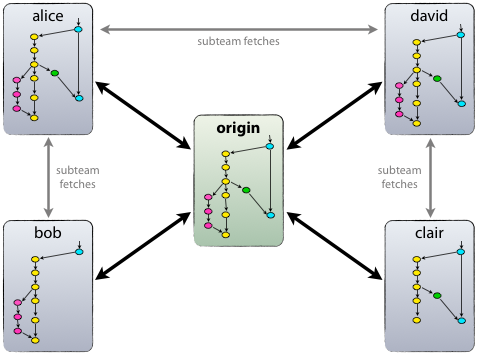 alice
david
subteam fetches
origin
subteam
fetches
subteam
fetches
bob
clair